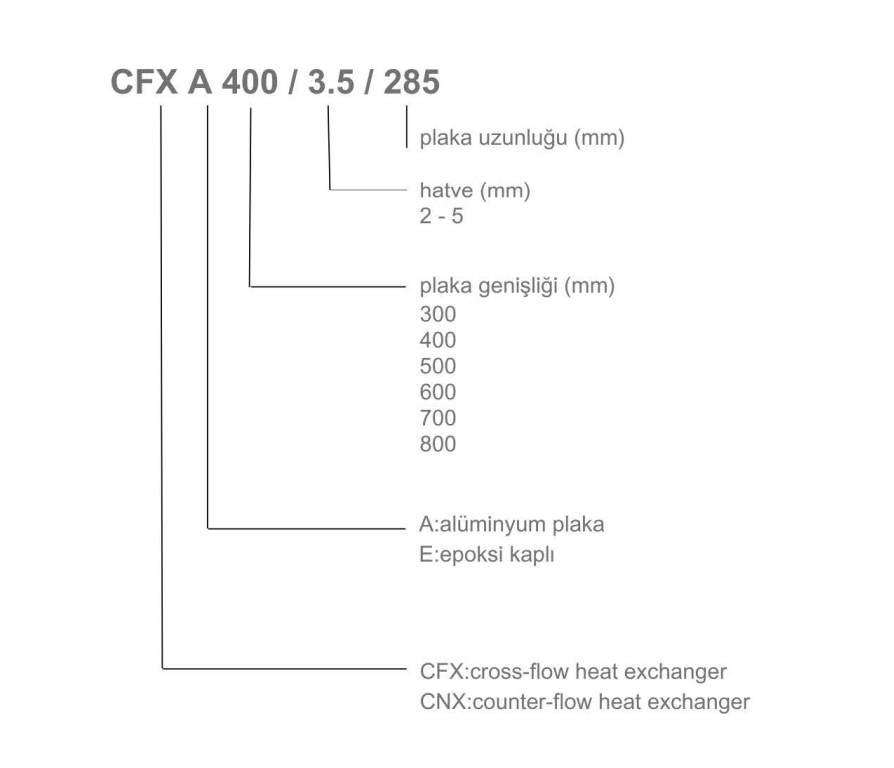 CFX A 400 / 3.5 / 285
plaka uzunluğu (mm)
hatve (mm)
2 - 5
plaka genişliği (mm)
300
400
500
600
700
800
A:alüminyum plaka
E:epoksi kaplı
CFX:cross-flow heat exchanger
CNX:counter-flow heat exchanger